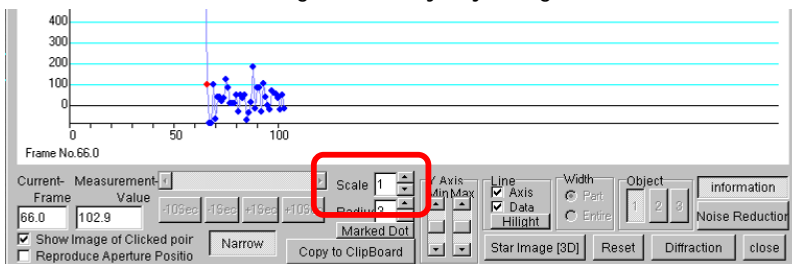 400
300
200
100
0
0 50 100
Frame No.66.0
Current- Frame Measurement- Value
66.0 102.9
-10Sec -1Sec +1Sec +10Sec
Show Image of Clicked poir
Reproduce Aperture Positio
Narrow
Scale 1
Marked Dot
Copy to ClipBoard
Y Axis
Min Max
Line
Axis
Data
Hilight
Width
Part
Entire
Object
1 2 3
information
Noise Reduction
Star Image [3D] Reset Diffraction close